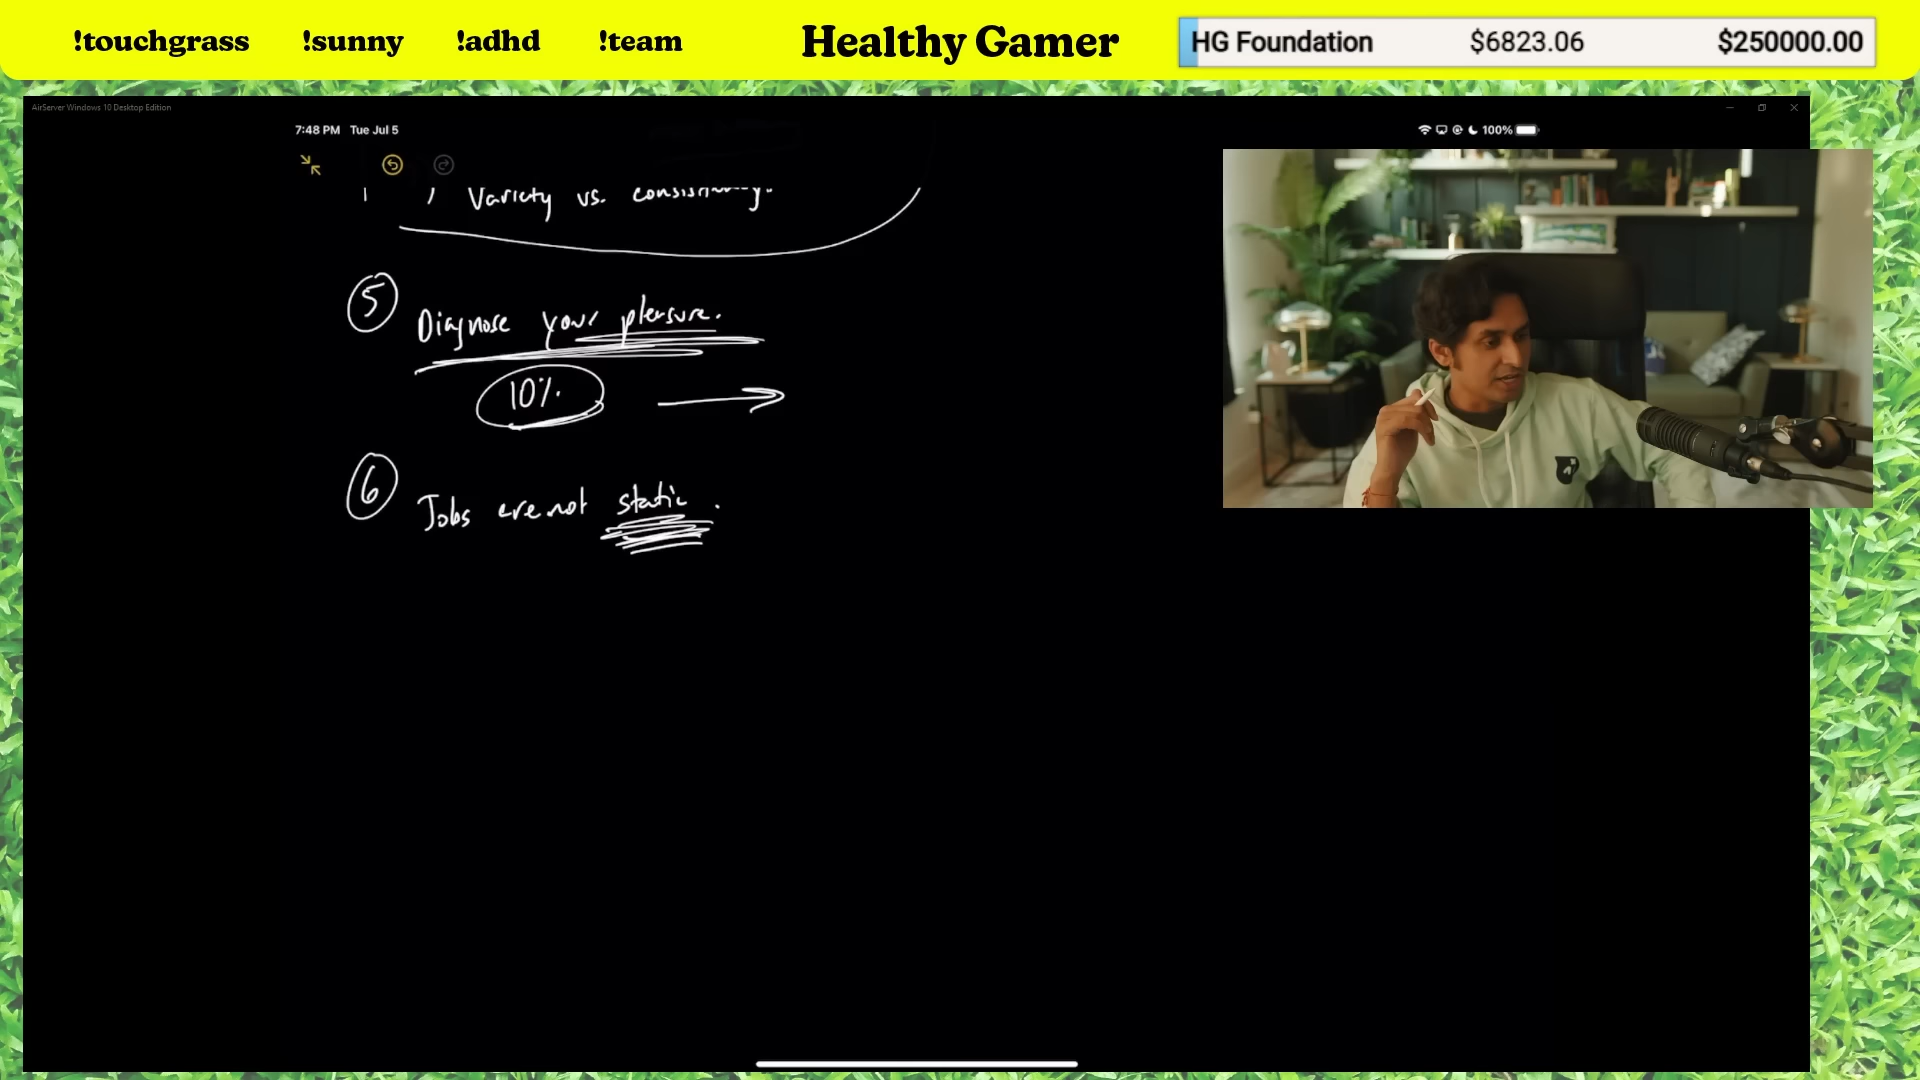 !touchgrass !sunny !adhd !team Healthy Gamer HG Foundation $6823.06 $250000.00
AirServer Windows 10 Desktop Edition
7:48 PM Tue Jul 5 100%
Variety vs. consistency.
5 Diagnose your pleasure.
10%
6 Jobs are not static.